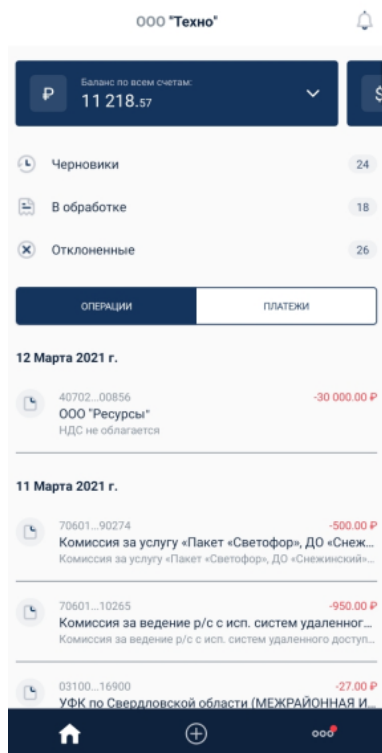 ООО "Техно"
Баланс по всем счетам:
₽ 11 218.57 $
Черновики 24
В обработке 18
Отклоненные 26
ОПЕРАЦИИ ПЛАТЕЖИ
12 Марта 2021 г.
40702...00856 -30 000.00 ₽
ООО "Ресурсы"
НДС не облагается
11 Марта 2021 г.
70601...90274 -500.00 ₽
Комиссия за услугу «Пакет «Светофор», ДО «Снеж...
Комиссия за услугу «Пакет «Светофор», ДО «Снежинский»...
70601...10265 -950.00 ₽
Комиссия за ведение р/с с исп. систем удаленног...
Комиссия за ведение р/с с исп. систем удаленного доступ...
03100...16900 -27.00 ₽
УФК по Свердловской области (МЕЖРАЙОННАЯ И...